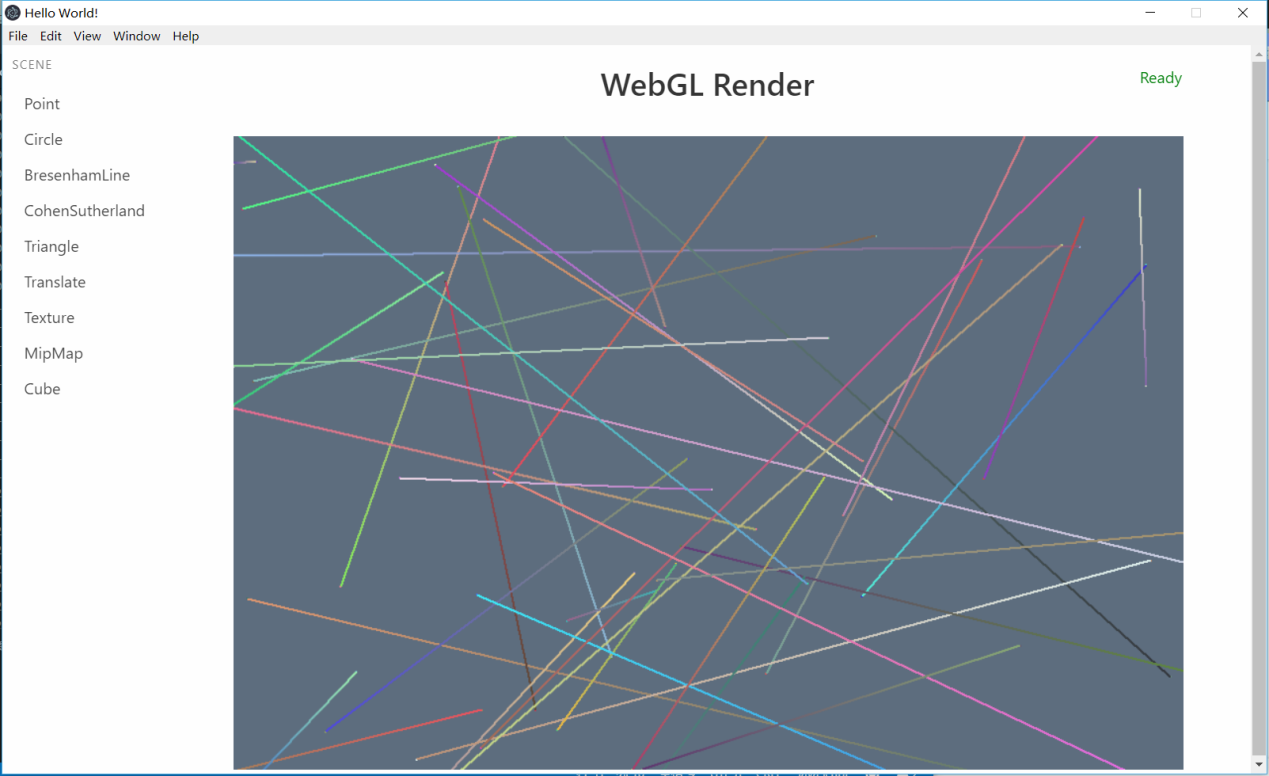 Hello World!
File Edit View Window Help
SCENE
WebGL Render
Ready
Point
Circle
BresenhamLine
CohenSutherland
Triangle
Translate
Texture
MipMap
Cube